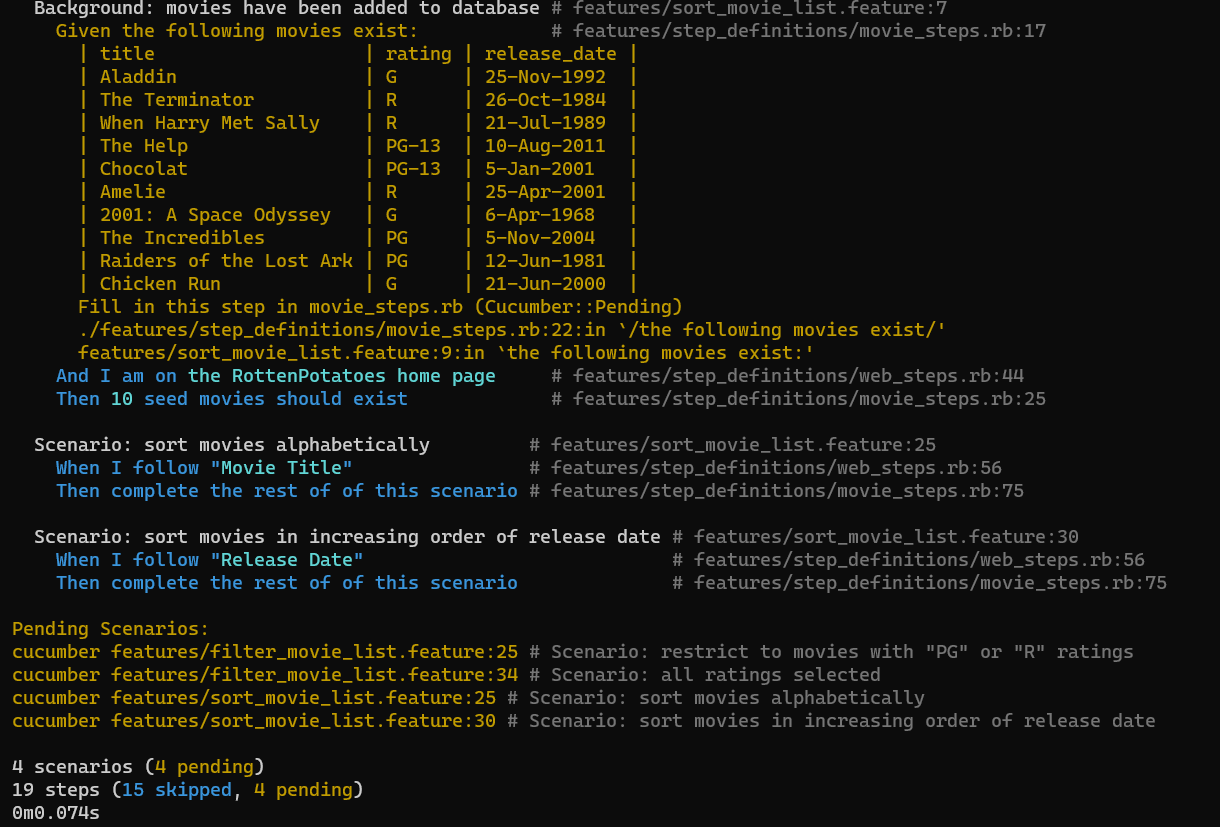 Background: movies have been added to database # features/sort_movie_list.feature:7
Given the following movies exist: # features/step_definitions/movie_steps.rb:17
| title | rating | release_date |
| Aladdin | G | 25-Nov-1992 |
| The Terminator | R | 26-Oct-1984 |
| When Harry Met Sally | R | 21-Jul-1989 |
| The Help | PG-13 | 10-Aug-2011 |
| Chocolat | PG-13 | 5-Jan-2001 |
| Amelie | R | 25-Apr-2001 |
| 2001: A Space Odyssey | G | 6-Apr-1968 |
| The Incredibles | PG | 5-Nov-2004 |
| Raiders of the Lost Ark | PG | 12-Jun-1981 |
| Chicken Run | G | 21-Jun-2000 |
Fill in this step in movie_steps.rb (Cucumber::Pending)
./features/step_definitions/movie_steps.rb:22:in `/the following movies exist/'
features/sort_movie_list.feature:9:in `the following movies exist:'
And I am on the RottenPotatoes home page # features/step_definitions/web_steps.rb:44
Then 10 seed movies should exist # features/step_definitions/movie_steps.rb:25
Scenario: sort movies alphabetically # features/sort_movie_list.feature:25
When I follow "Movie Title" # features/step_definitions/web_steps.rb:56
Then complete the rest of of this scenario # features/step_definitions/movie_steps.rb:75
Scenario: sort movies in increasing order of release date # features/sort_movie_list.feature:30
When I follow "Release Date" # features/step_definitions/web_steps.rb:56
Then complete the rest of of this scenario # features/step_definitions/movie_steps.rb:75
Pending Scenarios:
cucumber features/filter_movie_list.feature:25 # Scenario: restrict to movies with "PG" or "R" ratings
cucumber features/filter_movie_list.feature:34 # Scenario: all ratings selected
cucumber features/sort_movie_list.feature:25 # Scenario: sort movies alphabetically
cucumber features/sort_movie_list.feature:30 # Scenario: sort movies in increasing order of release date
4 scenarios (4 pending)
19 steps (15 skipped, 4 pending)
0m0.074s